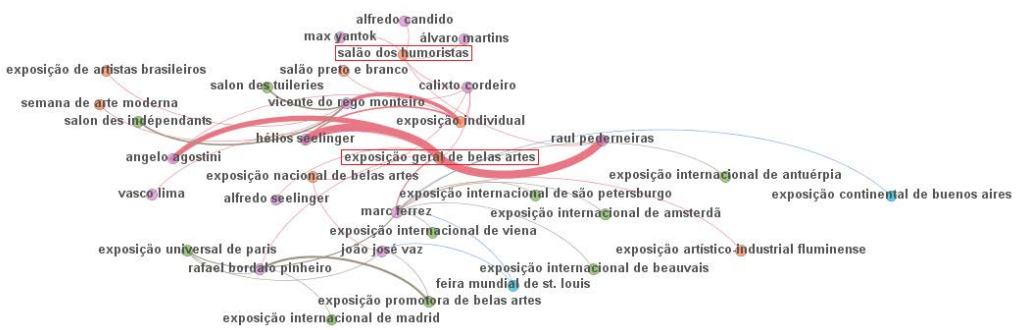 alfredo candido
max yantok
álvaro martins
salão dos humoristas
exposição de artistas brasileiros
salão preto e branco
salon des tuileries
calixto cordeiro
semana de arte moderna
vicente do rego monteiro
salon des indépendants
exposição individual
hélios seelinger
raul pederneiras
angelo agostini
exposição geral de belas artes
exposição nacional de belas artes
exposição internacional de antuérpia
vasco lima
alfredo seelinger
exposição internacional de são petersburgo
exposição continental de buenos aires
marc ferrez
exposição internacional de amsterdã
exposição internacional de viena
exposição universal de paris
joão josé vaz
exposição artístico-industrial fluminense
rafael bordalo pinheiro
exposição internacional de beauvais
feira mundial de st. louis
exposição promotora de belas artes
exposição internacional de madrid